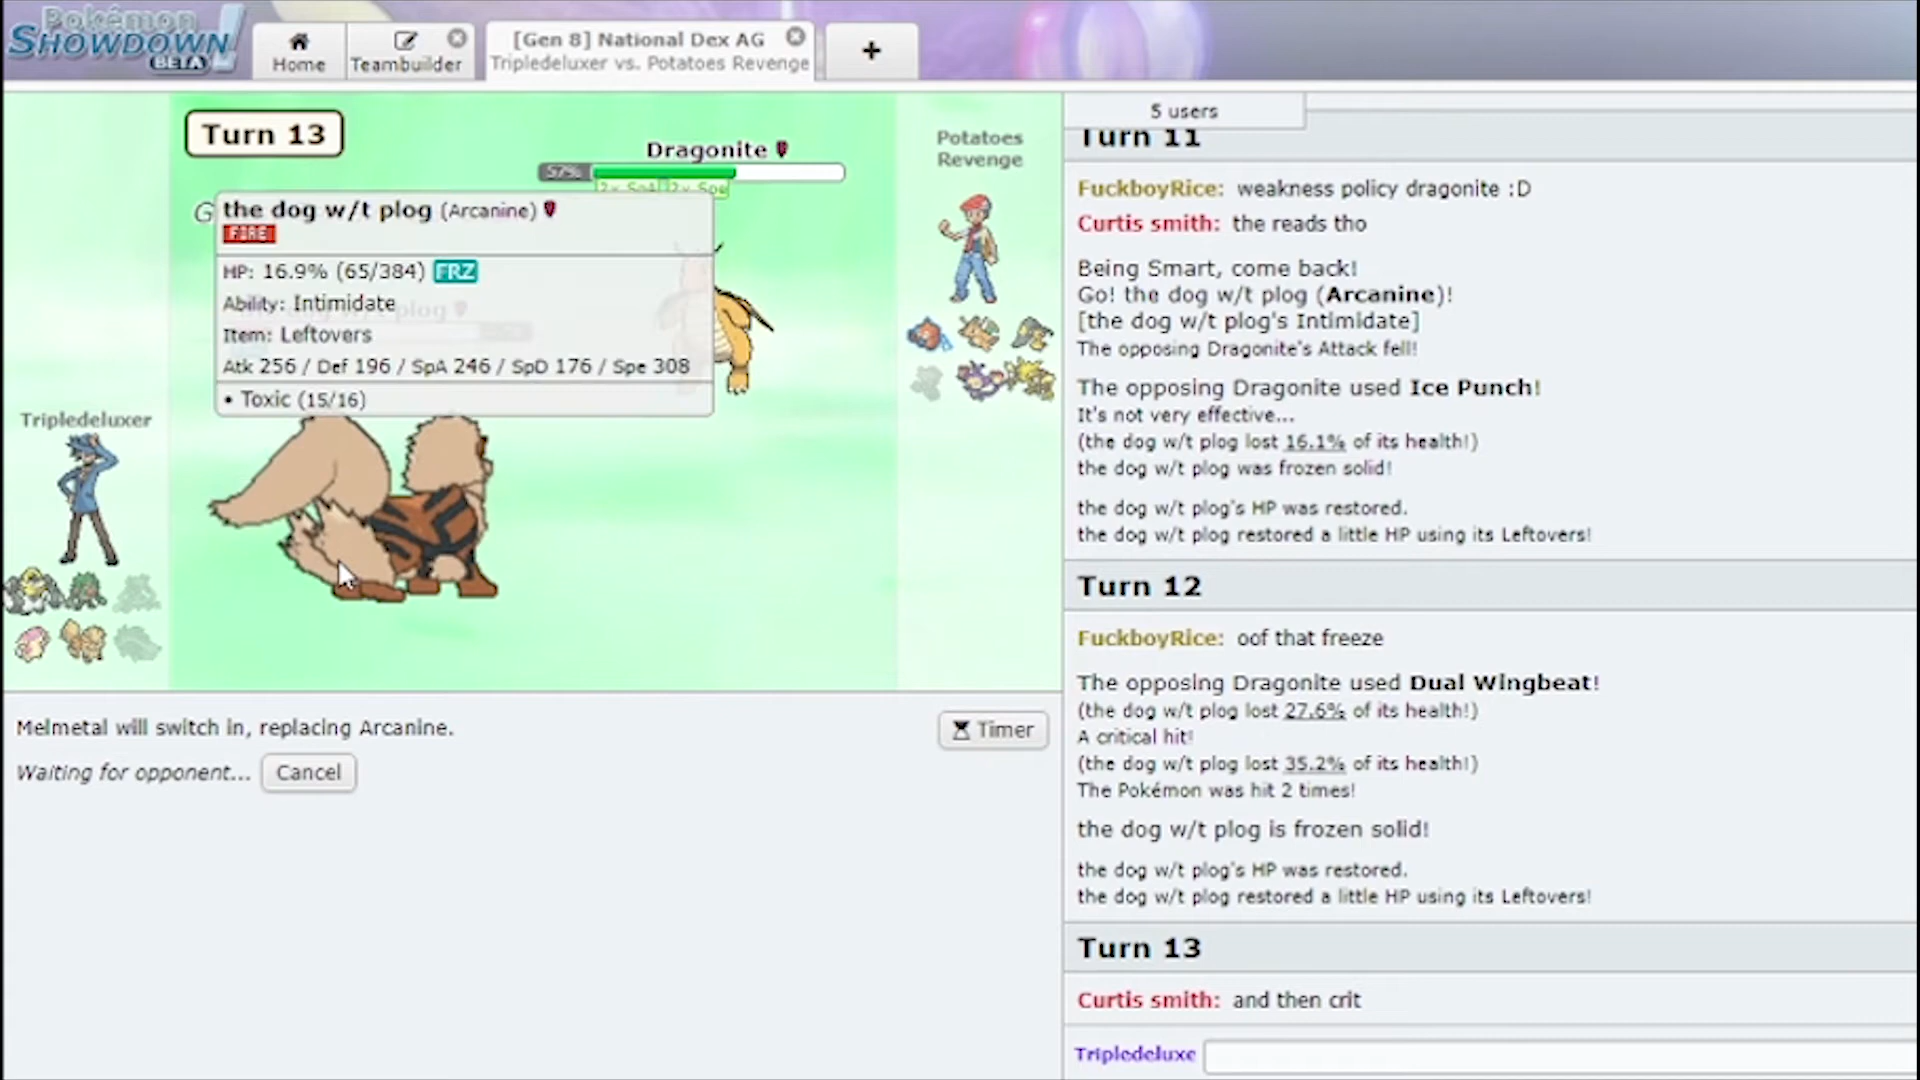 Pokémon
SHOWDOWN!
BETA
Home
Teambuilder
[Gen 8] National Dex AG
Tripledeluxer vs. Potatoes Revenge
+
Turn 13
Dragonite
57%
2x SpA 2x Spe
the dog w/t plog (Arcanine)
FIRE
HP: 16.9% (65/384) FRZ
Ability: Intimidate
Item: Leftovers
Atk 256 / Def 196 / SpA 246 / SpD 176 / Spe 308
• Toxic (15/16)
Potatoes
Revenge
Tripledeluxer
Melmetal will switch in, replacing Arcanine.
Waiting for opponent...
Cancel
Timer
5 users
Turn 11
FuckboyRice: weakness policy dragonite :D
Curtis smith: the reads tho
Being Smart, come back!
Go! the dog w/t plog (Arcanine)!
[the dog w/t plog's Intimidate]
The opposing Dragonite's Attack fell!
The opposing Dragonite used Ice Punch!
It's not very effective...
(the dog w/t plog lost 16.1% of its health!)
the dog w/t plog was frozen solid!
the dog w/t plog's HP was restored.
the dog w/t plog restored a little HP using its Leftovers!
Turn 12
FuckboyRice: oof that freeze
The opposing Dragonite used Dual Wingbeat!
(the dog w/t plog lost 27.6% of its health!)
A critical hit!
(the dog w/t plog lost 35.2% of its health!)
The Pokémon was hit 2 times!
the dog w/t plog is frozen solid!
the dog w/t plog's HP was restored.
the dog w/t plog restored a little HP using its Leftovers!
Turn 13
Curtis smith: and then crit
Tripledeluxe